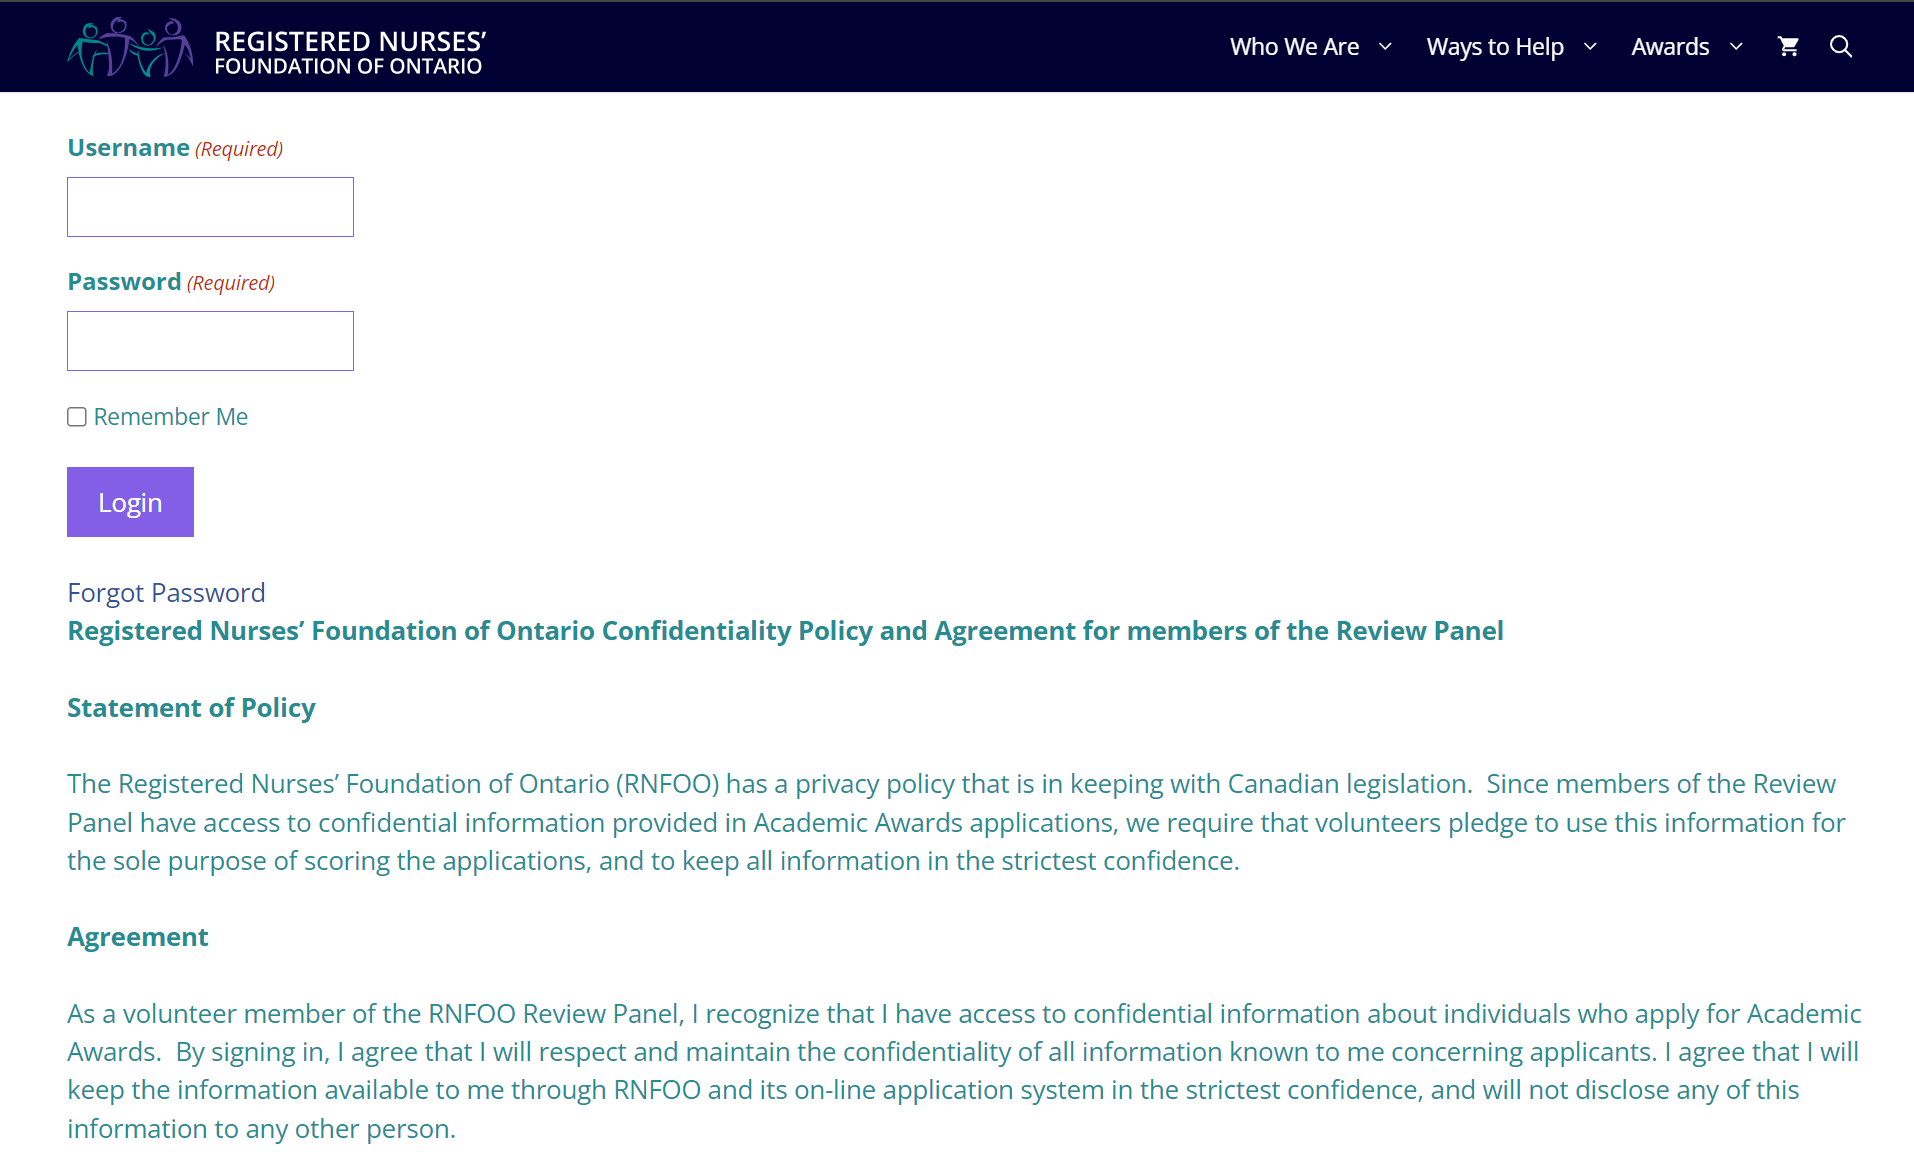 REGISTERED NURSES’
FOUNDATION OF ONTARIO
Who We Are
Ways to Help
Awards
Username (Required)
Password (Required)
Remember Me
Login
Forgot Password
Registered Nurses’ Foundation of Ontario Confidentiality Policy and Agreement for members of the Review Panel
Statement of Policy
The Registered Nurses’ Foundation of Ontario (RNFOO) has a privacy policy that is in keeping with Canadian legislation.  Since members of the Review
Panel have access to confidential information provided in Academic Awards applications, we require that volunteers pledge to use this information for
the sole purpose of scoring the applications, and to keep all information in the strictest confidence.
Agreement
As a volunteer member of the RNFOO Review Panel, I recognize that I have access to confidential information about individuals who apply for Academic
Awards.  By signing in, I agree that I will respect and maintain the confidentiality of all information known to me concerning applicants. I agree that I will
keep the information available to me through RNFOO and its on-line application system in the strictest confidence, and will not disclose any of this
information to any other person.